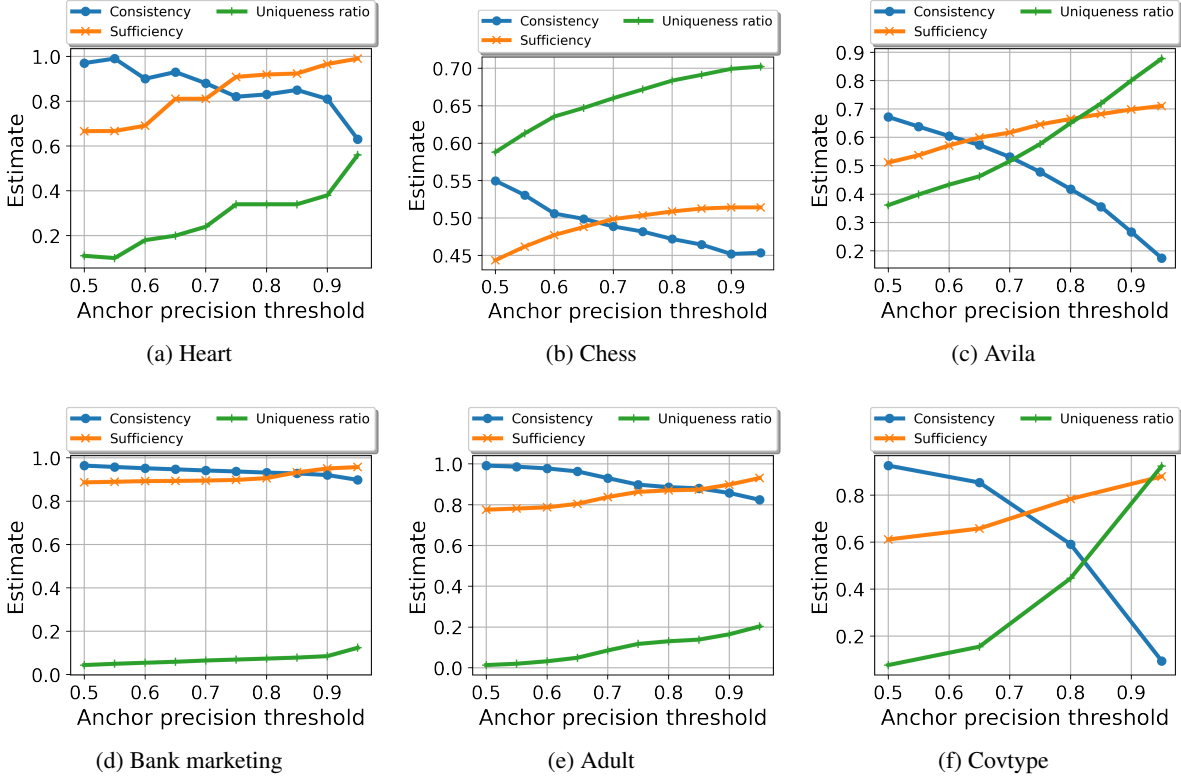 Consistency Uniqueness ratio
Sufficiency
1.0
0.8
0.6
0.4
0.2
Estimate
0.5 0.6 0.7 0.8 0.9
Anchor precision threshold
(a) Heart
Consistency Uniqueness ratio
Sufficiency
0.70
0.65
0.60
0.55
0.50
0.45
Estimate
0.5 0.6 0.7 0.8 0.9
Anchor precision threshold
(b) Chess
Consistency Uniqueness ratio
Sufficiency
0.9
0.8
0.7
0.6
0.5
0.4
0.3
0.2
Estimate
0.5 0.6 0.7 0.8 0.9
Anchor precision threshold
(c) Avila
Consistency Uniqueness ratio
Sufficiency
1.0
0.8
0.6
0.4
0.2
0.0
Estimate
0.5 0.6 0.7 0.8 0.9
Anchor precision threshold
(d) Bank marketing
Consistency Uniqueness ratio
Sufficiency
1.0
0.8
0.6
0.4
0.2
0.0
Estimate
0.5 0.6 0.7 0.8 0.9
Anchor precision threshold
(e) Adult
Consistency Uniqueness ratio
Sufficiency
0.8
0.6
0.4
0.2
Estimate
0.5 0.6 0.7 0.8 0.9
Anchor precision threshold
(f) Covtype